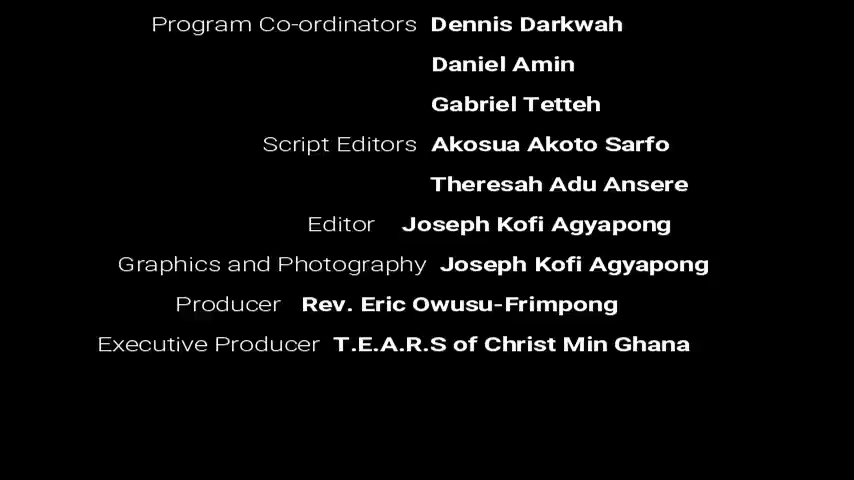 Program Co-ordinators Dennis Darkwah
Daniel Amin
Gabriel Tetteh
Script Editors Akosua Akoto Sarfo
Theresah Adu Ansere
Editor Joseph Kofi Agyapong
Graphics and Photography Joseph Kofi Agyapong
Producer Rev. Eric Owusu-Frimpong
Executive Producer T.E.A.R.S of Christ Min Ghana